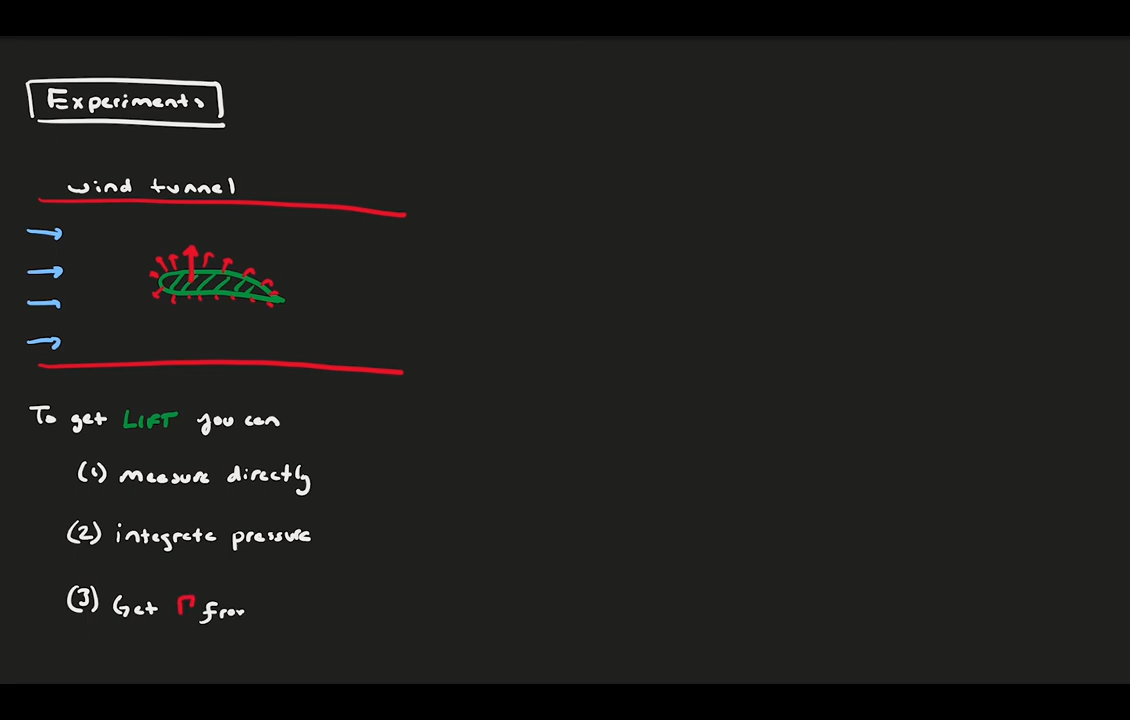 Experiments
wind tunnel
To get LIFT you can
(1) measure directly
(2) integrate pressure
(3) Get Γ from